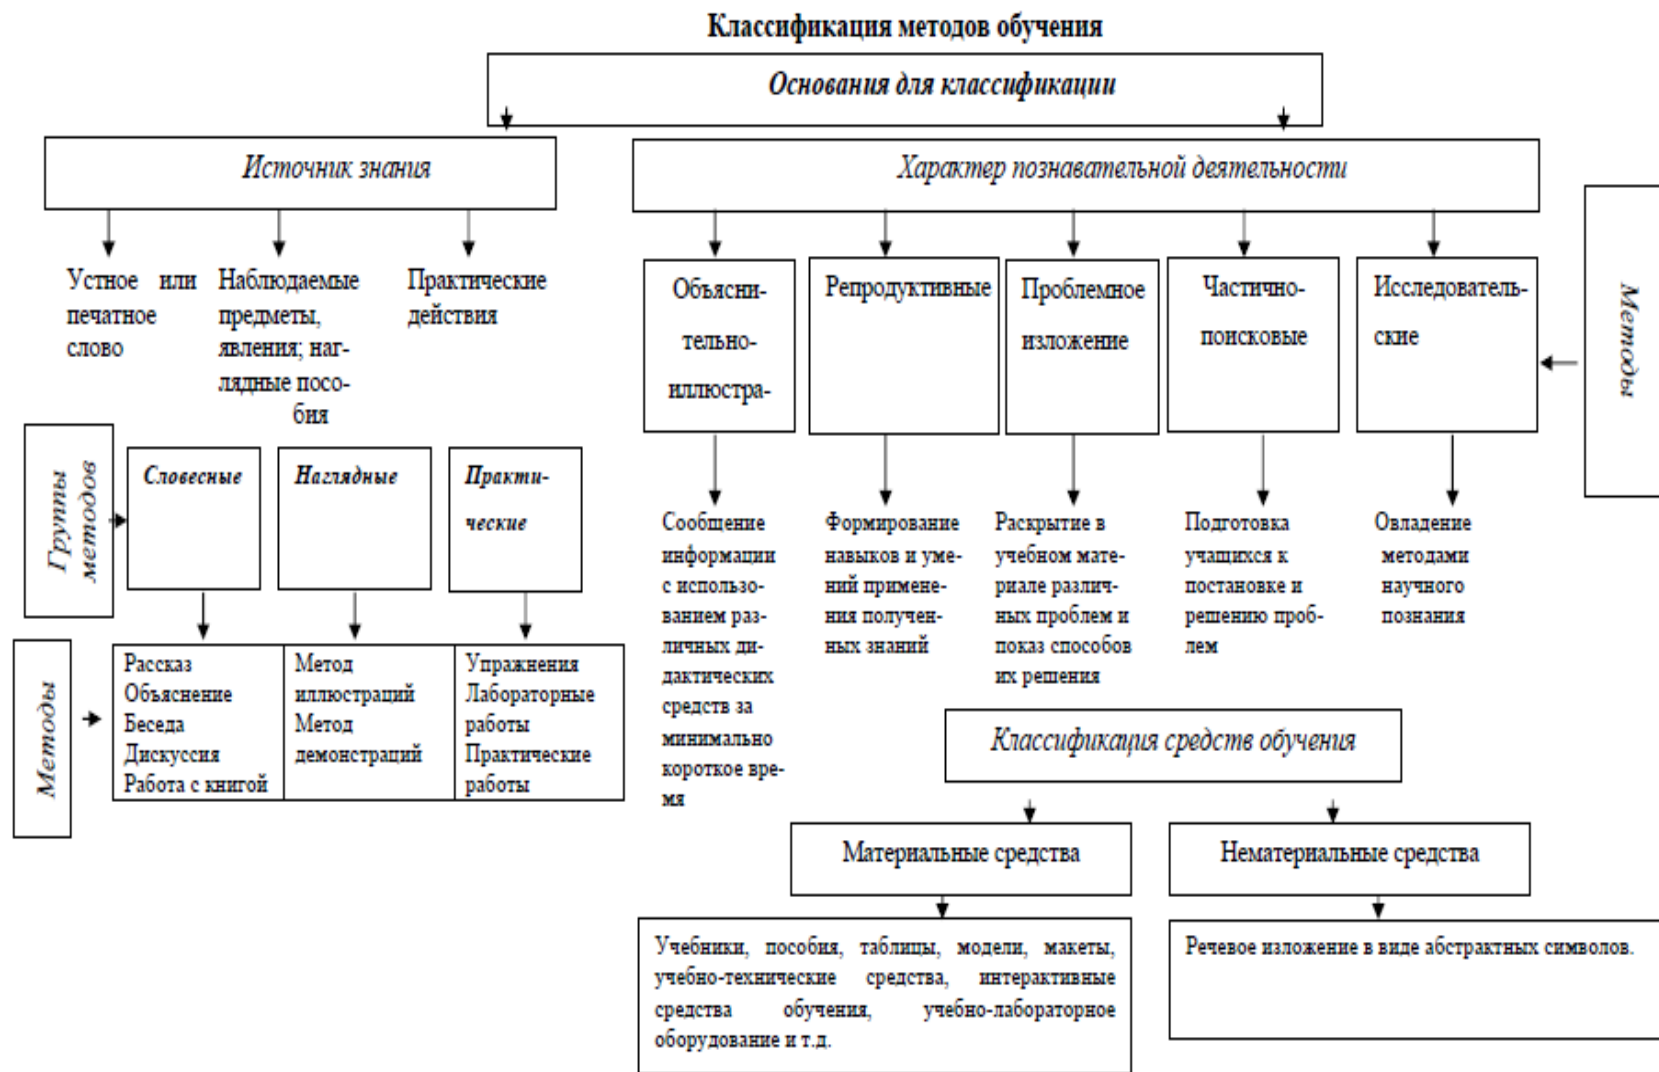 Классификация методов обучения
Основания для классификации
Источник знания
Характер познавательной деятельности
Устное или
печатное
слово
Наблюдаемые
предметы,
явления; наг-
лядные посо-
бия
Практические
действия
Объясни-
тельно-
иллюстра-
Репродуктивные
Проблемное
изложение
Частично-
поисковые
Исследователь-
ские
Методы
Группы
методов
Словесные
Наглядные
Практи-
ческие
Сообщение
информации
с использо-
ванием раз-
личных ди-
дактических
средств за
минимально
короткое вре-
мя
Формирование
навыков и уме-
ний примене-
ния получен-
ных знаний
Раскрытие в
учебном мате-
риале различ-
ных проблем и
показ способов
их решения
Подготовка
учащихся к
постановке и
решению проб-
лем
Овладение
методами
научного
познания
Методы
Рассказ
Объяснение
Беседа
Дискуссия
Работа с книгой
Метод
иллюстраций
Метод
демонстраций
Упражнения
Лабораторные
работы
Практические
работы
Классификация средств обучения
Материальные средства
Нематериальные средства
Учебники, пособия, таблицы, модели, макеты,
учебно-технические средства, интерактивные
средства обучения, учебно-лабораторное
оборудование и т.д.
Речевое изложение в виде абстрактных символов.